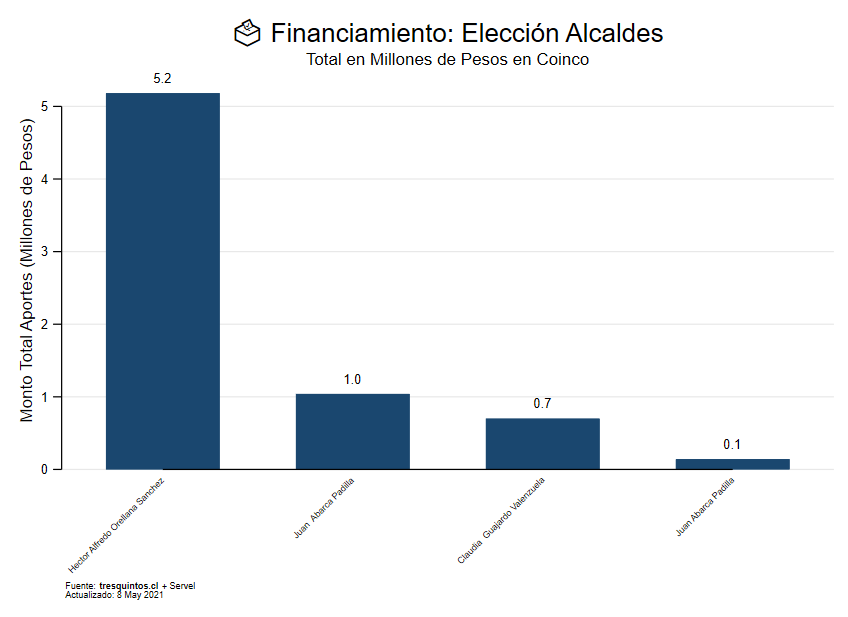 Financiamiento: Elección Alcaldes
Total en Millones de Pesos en Coinco
Monto Total Aportes (Millones de Pesos)
5
4
3
2
1
0
5.2
1.0
0.7
0.1
Hector Alfredo Orellana Sanchez
Juan Abarca Padilla
Claudia Guajardo Valenzuela
Juan Abarca Padilla
Fuente: tresquintos.cl + Servel
Actualizado: 8 May 2021